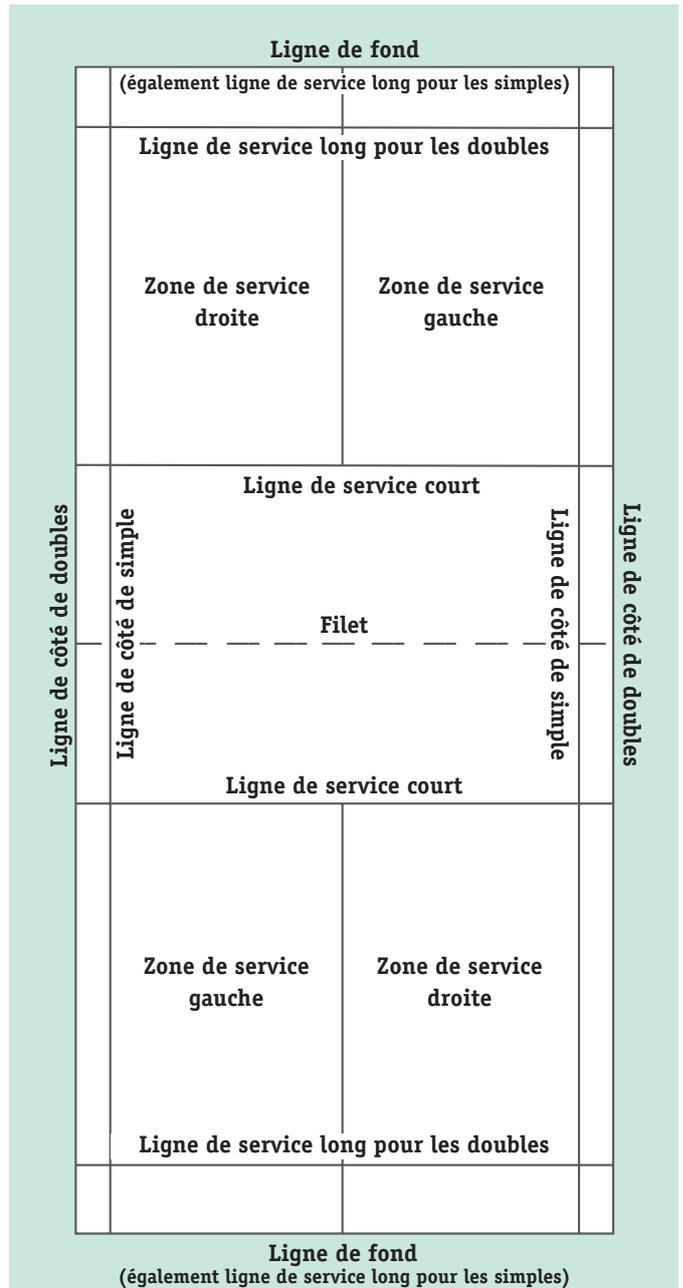 Ligne de fond
(également ligne de service long pour les simples)
Ligne de service long pour les doubles
Zone de service
droite
Zone de service
gauche
Ligne de service court
Ligne de côté de doubles
Ligne de côté de simple
Ligne de côté de simple
Ligne de côté de doubles
Filet
Ligne de service court
Zone de service
gauche
Zone de service
droite
Ligne de service long pour les doubles
Ligne de fond
(également ligne de service long pour les simples)